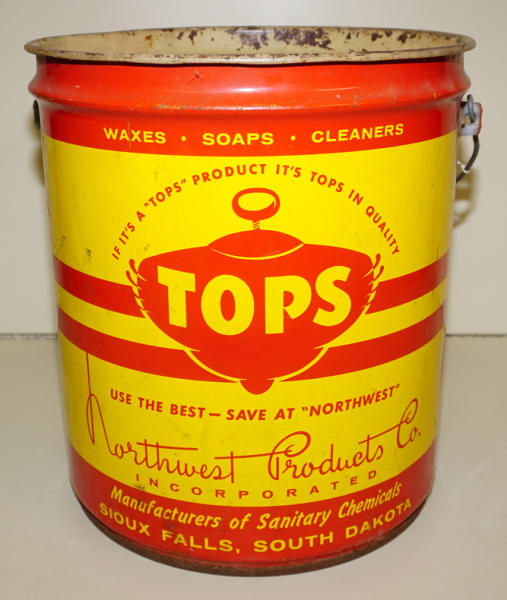 WAXES • SOAPS • CLEANERS
IF IT'S A "TOPS" PRODUCT IT'S TOPS IN QUALITY
TOPS
USE THE BEST — SAVE AT "NORTHWEST"
Northwest Products Co.
INCORPORATED
Manufacturers of Sanitary Chemicals
SIOUX FALLS, SOUTH DAKOTA